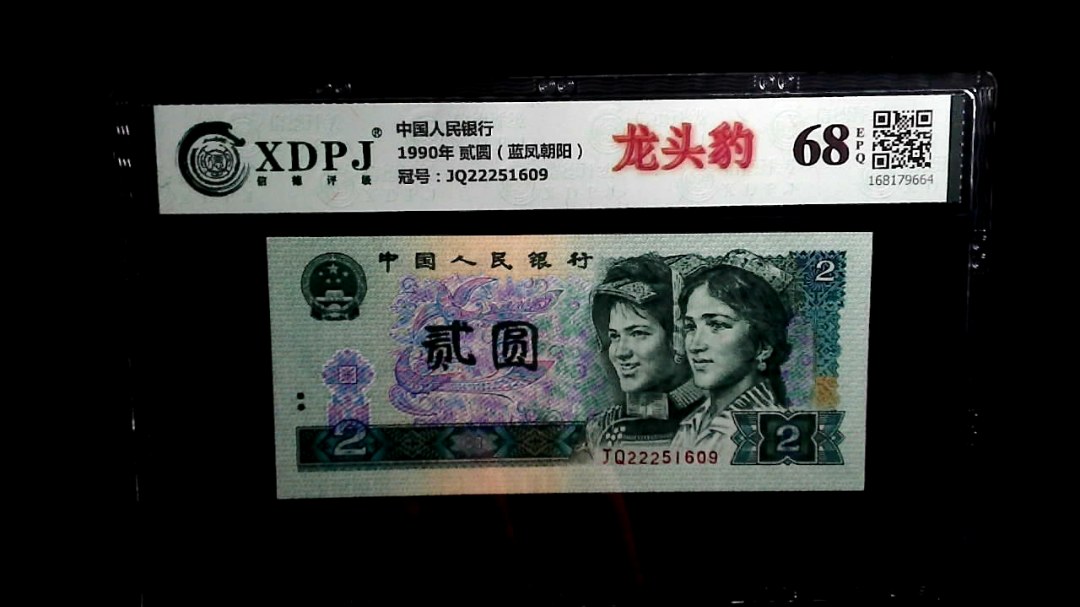 XDPJ®
信德评级
中国人民银行
1990年 贰圆（蓝凤朝阳）
冠号：JQ22251609
龙头豹
68 EPQ
168179664
中国人民银行
2
贰圆
2
JQ22251609
2